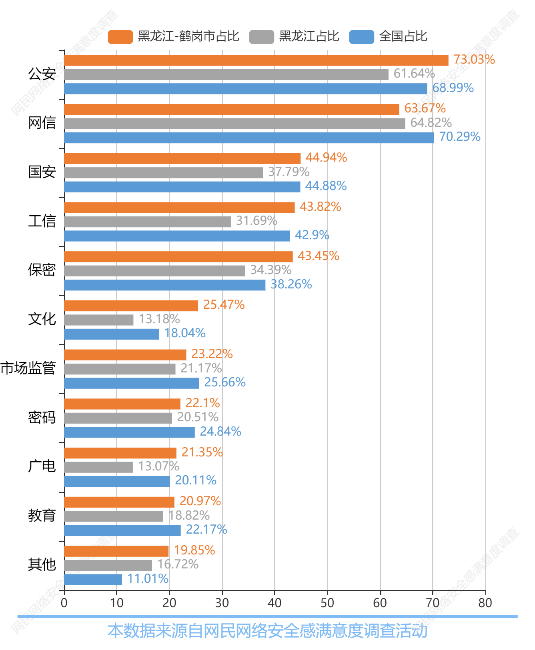 黑龙江-鹤岗市占比 黑龙江占比 全国占比
公安 73.03% 61.64% 68.99%
网信 63.67% 64.82% 70.29%
国安 44.94% 37.79% 44.88%
工信 43.82% 31.69% 42.9%
保密 43.45% 34.39% 38.26%
文化 25.47% 13.18% 18.04%
市场监管 23.22% 21.17% 25.66%
密码 22.1% 20.51% 24.84%
广电 21.35% 13.07% 20.11%
教育 20.97% 18.82% 22.17%
其他 19.85% 16.72% 11.01%
0 10 20 30 40 50 60 70 80
本数据来源自网民网络安全感满意度调查活动